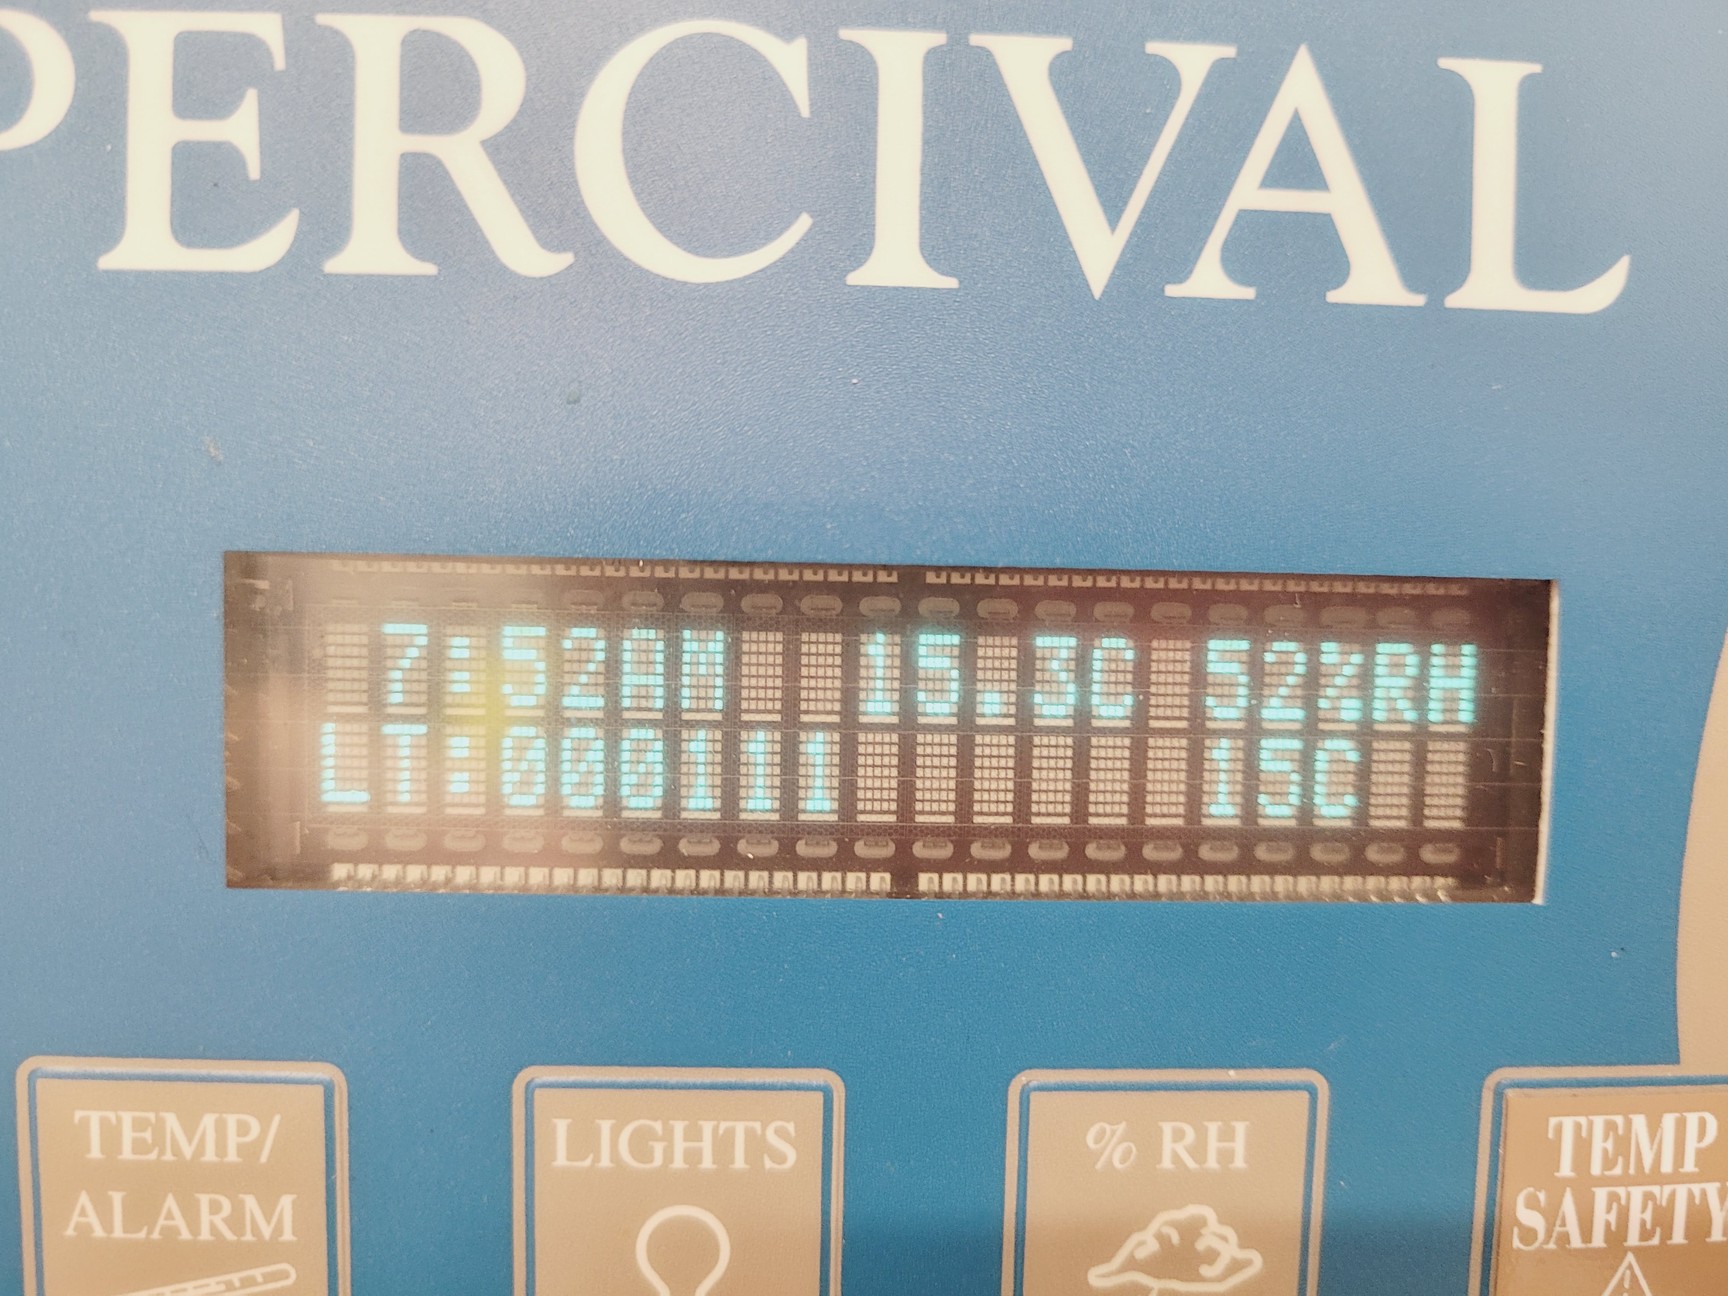 PERCIVAL
7:52AM 15.3C 52%RH
LT:000111 15C
TEMP/
ALARM
LIGHTS
% RH
TEMP
SAFETY